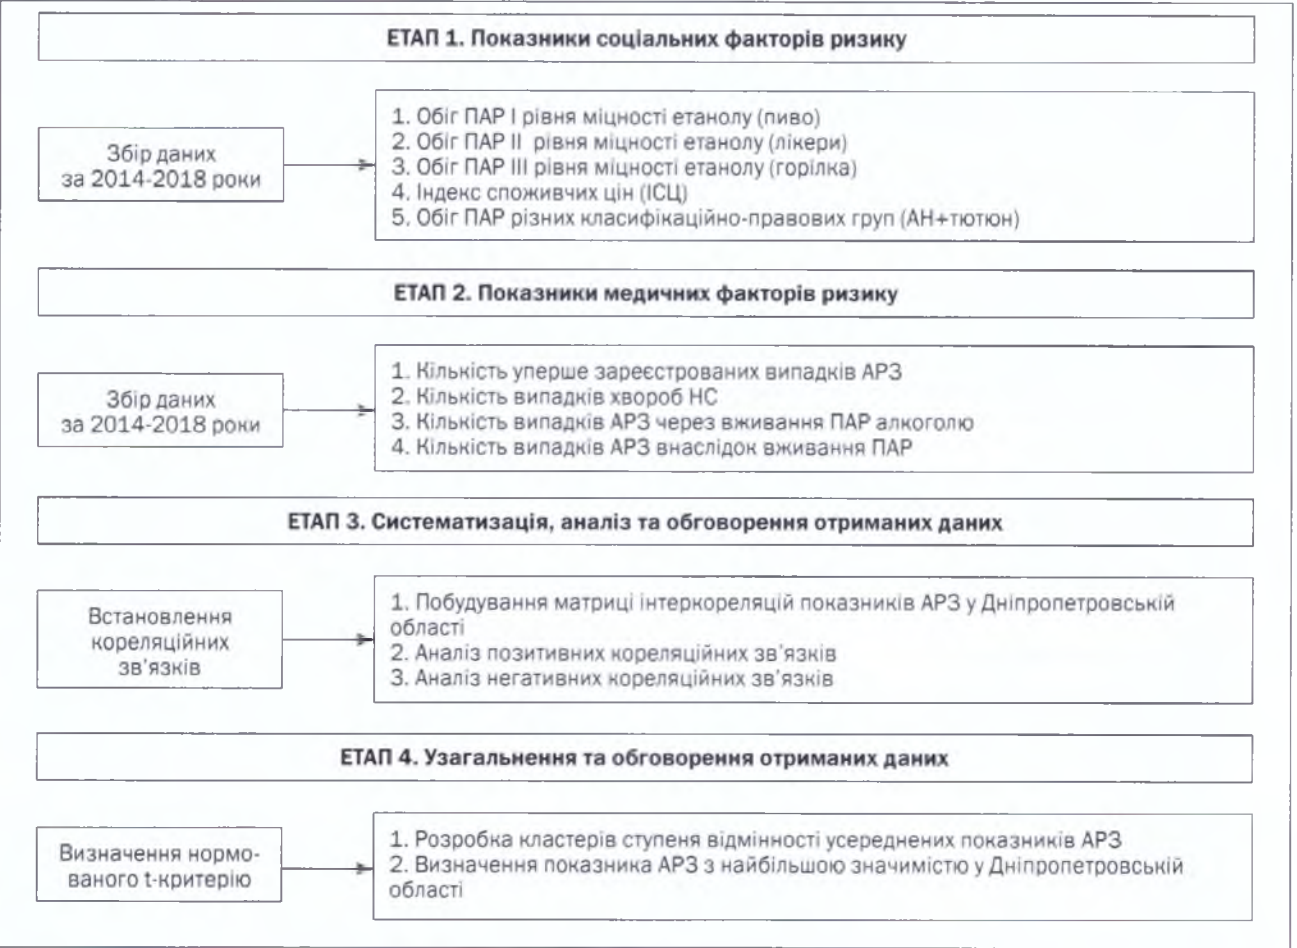 ЕТАП 1. Показники соціальних факторів ризику
Збір даних
за 2014-2018 роки
1. Обіг ПАР І рівня міцності етанолу (пиво)
2. Обіг ПАР ІІ рівня міцності етанолу (лікери)
3. Обіг ПАР ІІІ рівня міцності етанолу (горілка)
4. Індекс споживчих цін (ІСЦ)
5. Обіг ПАР різних класифікаційно-правових груп (АН+тютюн)
ЕТАП 2. Показники медичних факторів ризику
Збір даних
за 2014-2018 роки
1. Кількість уперше зареєстрованих випадків АРЗ
2. Кількість випадків хвороб НС
3. Кількість випадків АРЗ через вживання ПАР алкоголю
4. Кількість випадків АРЗ внаслідок вживання ПАР
ЕТАП 3. Систематизація, аналіз та обговорення отриманих даних
Встановлення
кореляційних
зв'язків
1. Побудування матриці інтеркореляцій показників АРЗ у Дніпропетровській
області
2. Аналіз позитивних кореляційних зв'язків
3. Аналіз негативних кореляційних зв'язків
ЕТАП 4. Узагальнення та обговорення отриманих даних
Визначення нормо-
ваного t-критерію
1. Розробка кластерів ступеня відмінності усереднених показників АРЗ
2. Визначення показника АРЗ з найбільшою значимістю у Дніпропетровській
області